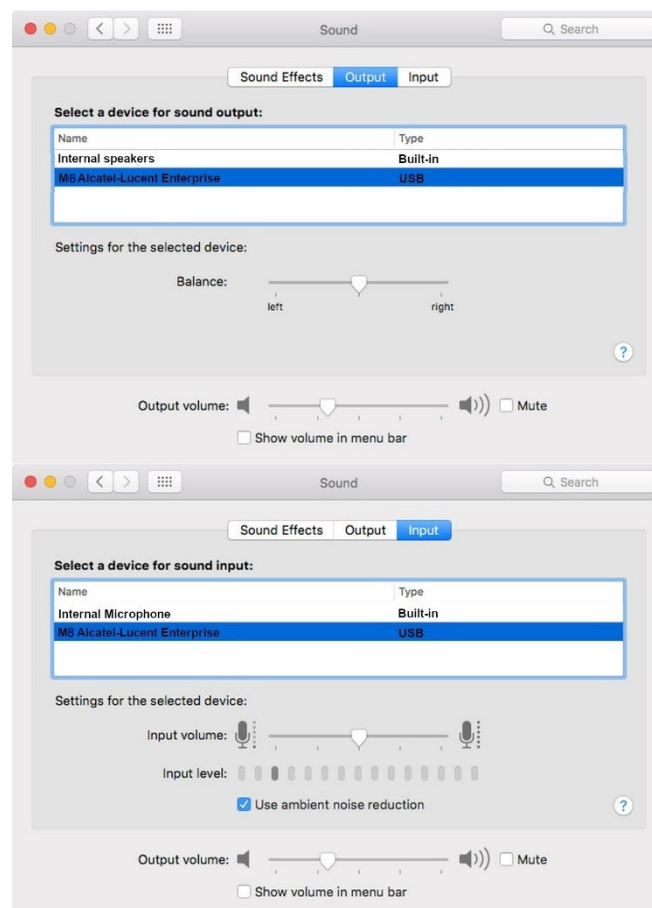 Sound
Search
Sound Effects Output Input
Select a device for sound output:
Name Type
Internal speakers Built-in
M8 Alcatel-Lucent Enterprise USB
Settings for the selected device:
Balance:
left right
?
Output volume: Mute
Show volume in menu bar
Sound
Search
Sound Effects Output Input
Select a device for sound input:
Name Type
Internal Microphone Built-in
M8 Alcatel-Lucent Enterprise USB
Settings for the selected device:
Input volume:
Input level:
Use ambient noise reduction
?
Output volume: Mute
Show volume in menu bar